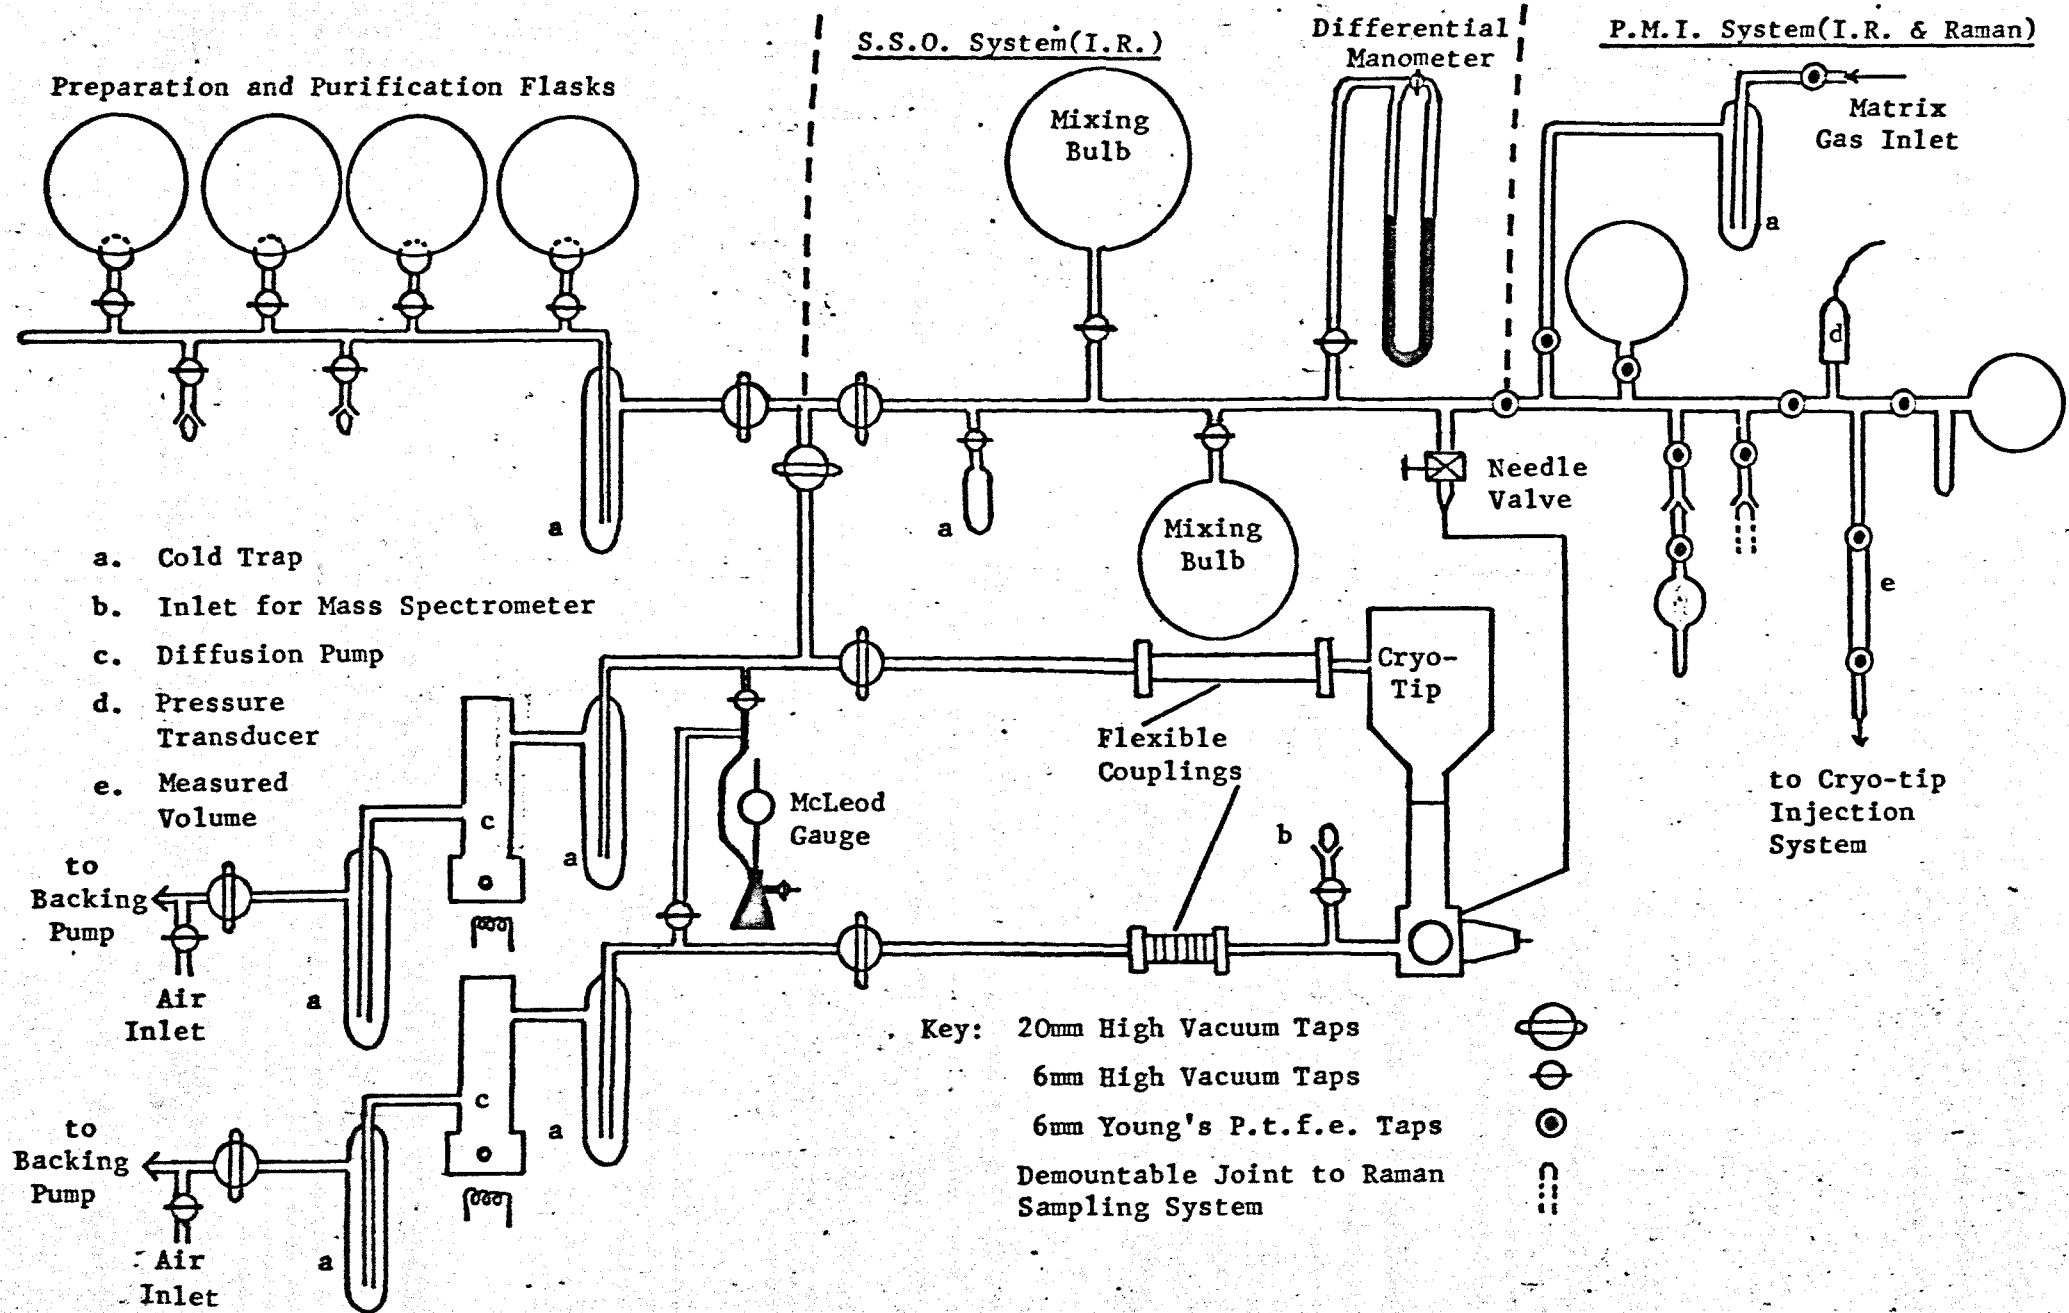 Preparation and Purification Flasks
S.S.O. System(I.R.)
Differential
Manometer
P.M.I. System(I.R. & Raman)
Matrix
Gas Inlet
a
Mixing
Bulb
d
a
a
Needle
Valve
Mixing
Bulb
e
a. Cold Trap
b. Inlet for Mass Spectrometer
c. Diffusion Pump
d. Pressure
Transducer
e. Measured
Volume
Cryo-
Tip
Flexible
Couplings
to Cryo-tip
Injection
System
McLeod
Gauge
c
a
b
to
Backing
Pump
Air
Inlet
a
Key: 20mm High Vacuum Taps
6mm High Vacuum Taps
6mm Young's P.t.f.e. Taps
Demountable Joint to Raman
Sampling System
c
a
to
Backing
Pump
Air
Inlet
a